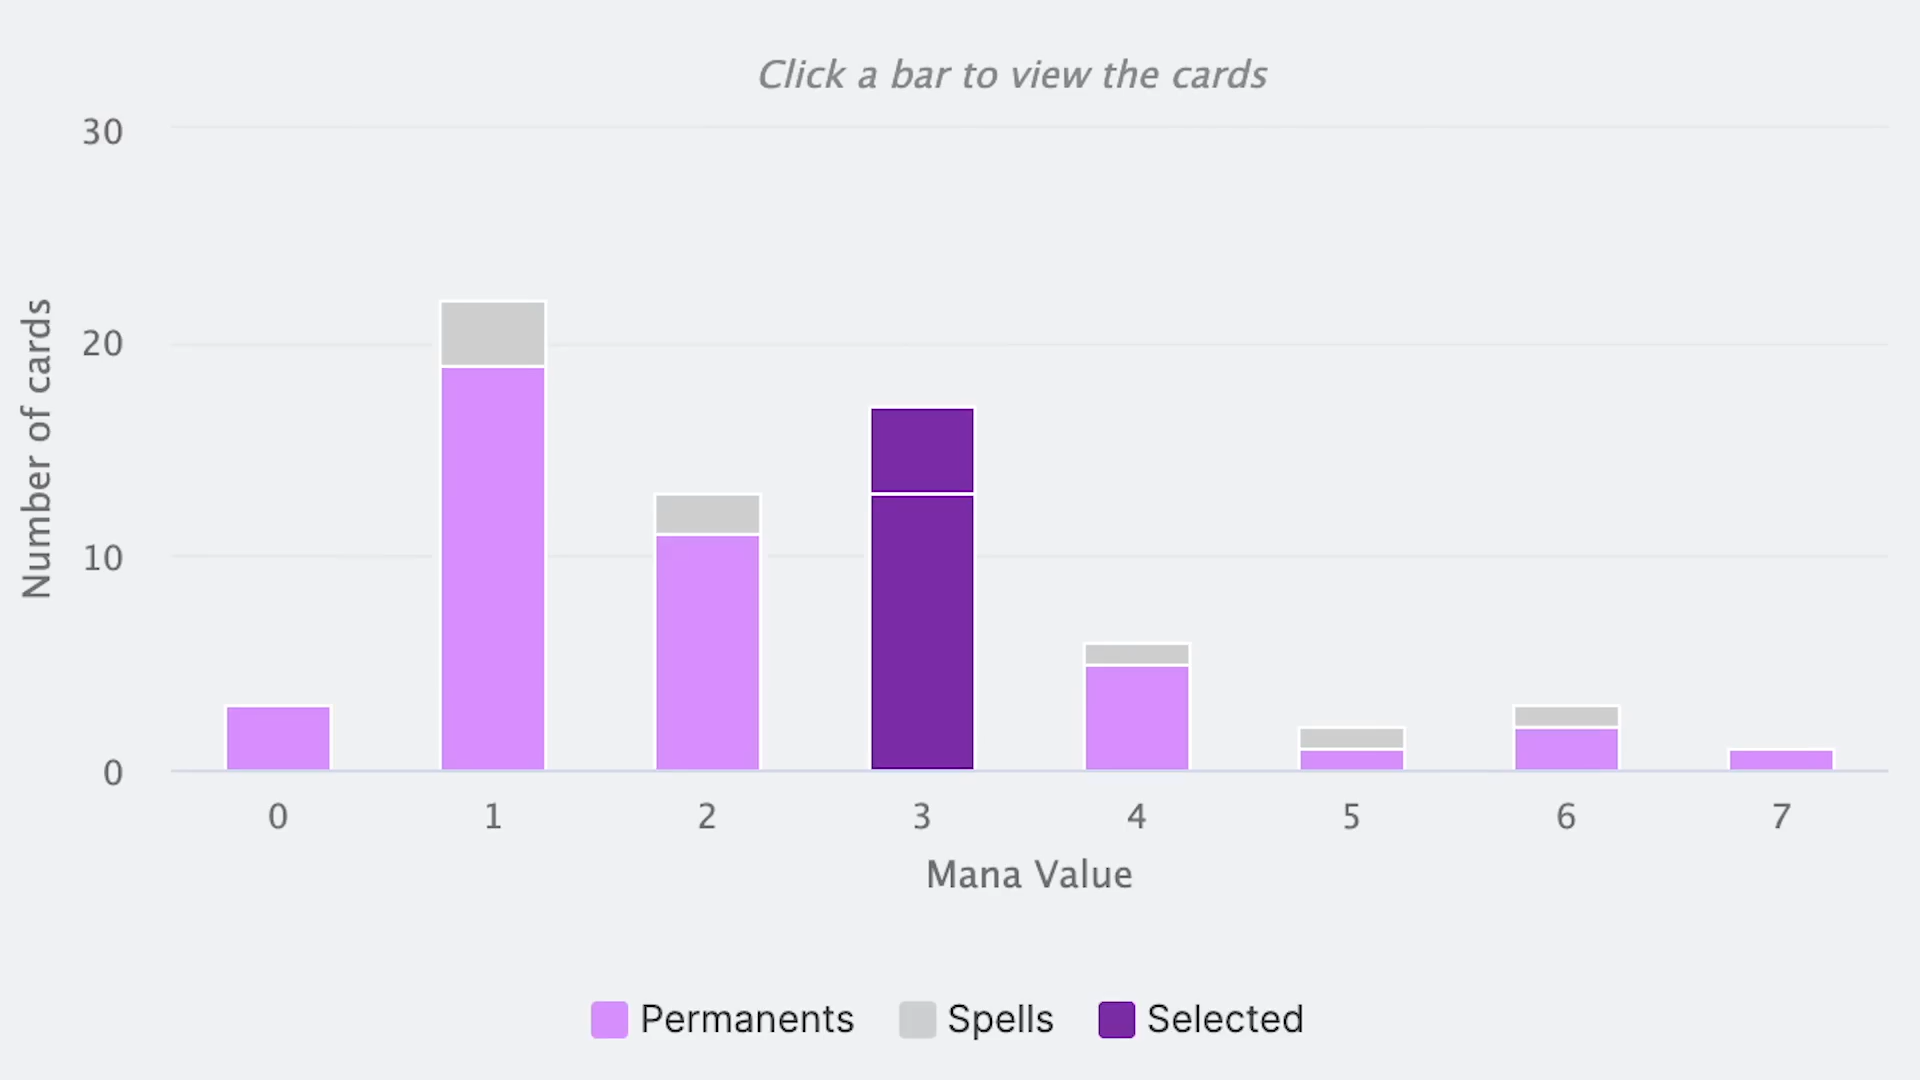 Click a bar to view the cards
30
20
10
0
Number of cards
0 1 2 3 4 5 6 7
Mana Value
Permanents Spells Selected